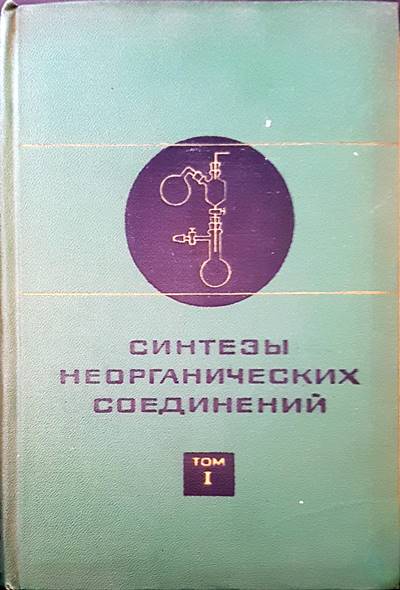 СИНТЕЗЫ
НЕОРГАНИЧЕСКИХ
СОЕДИНЕНИЙ
ТОМ
I